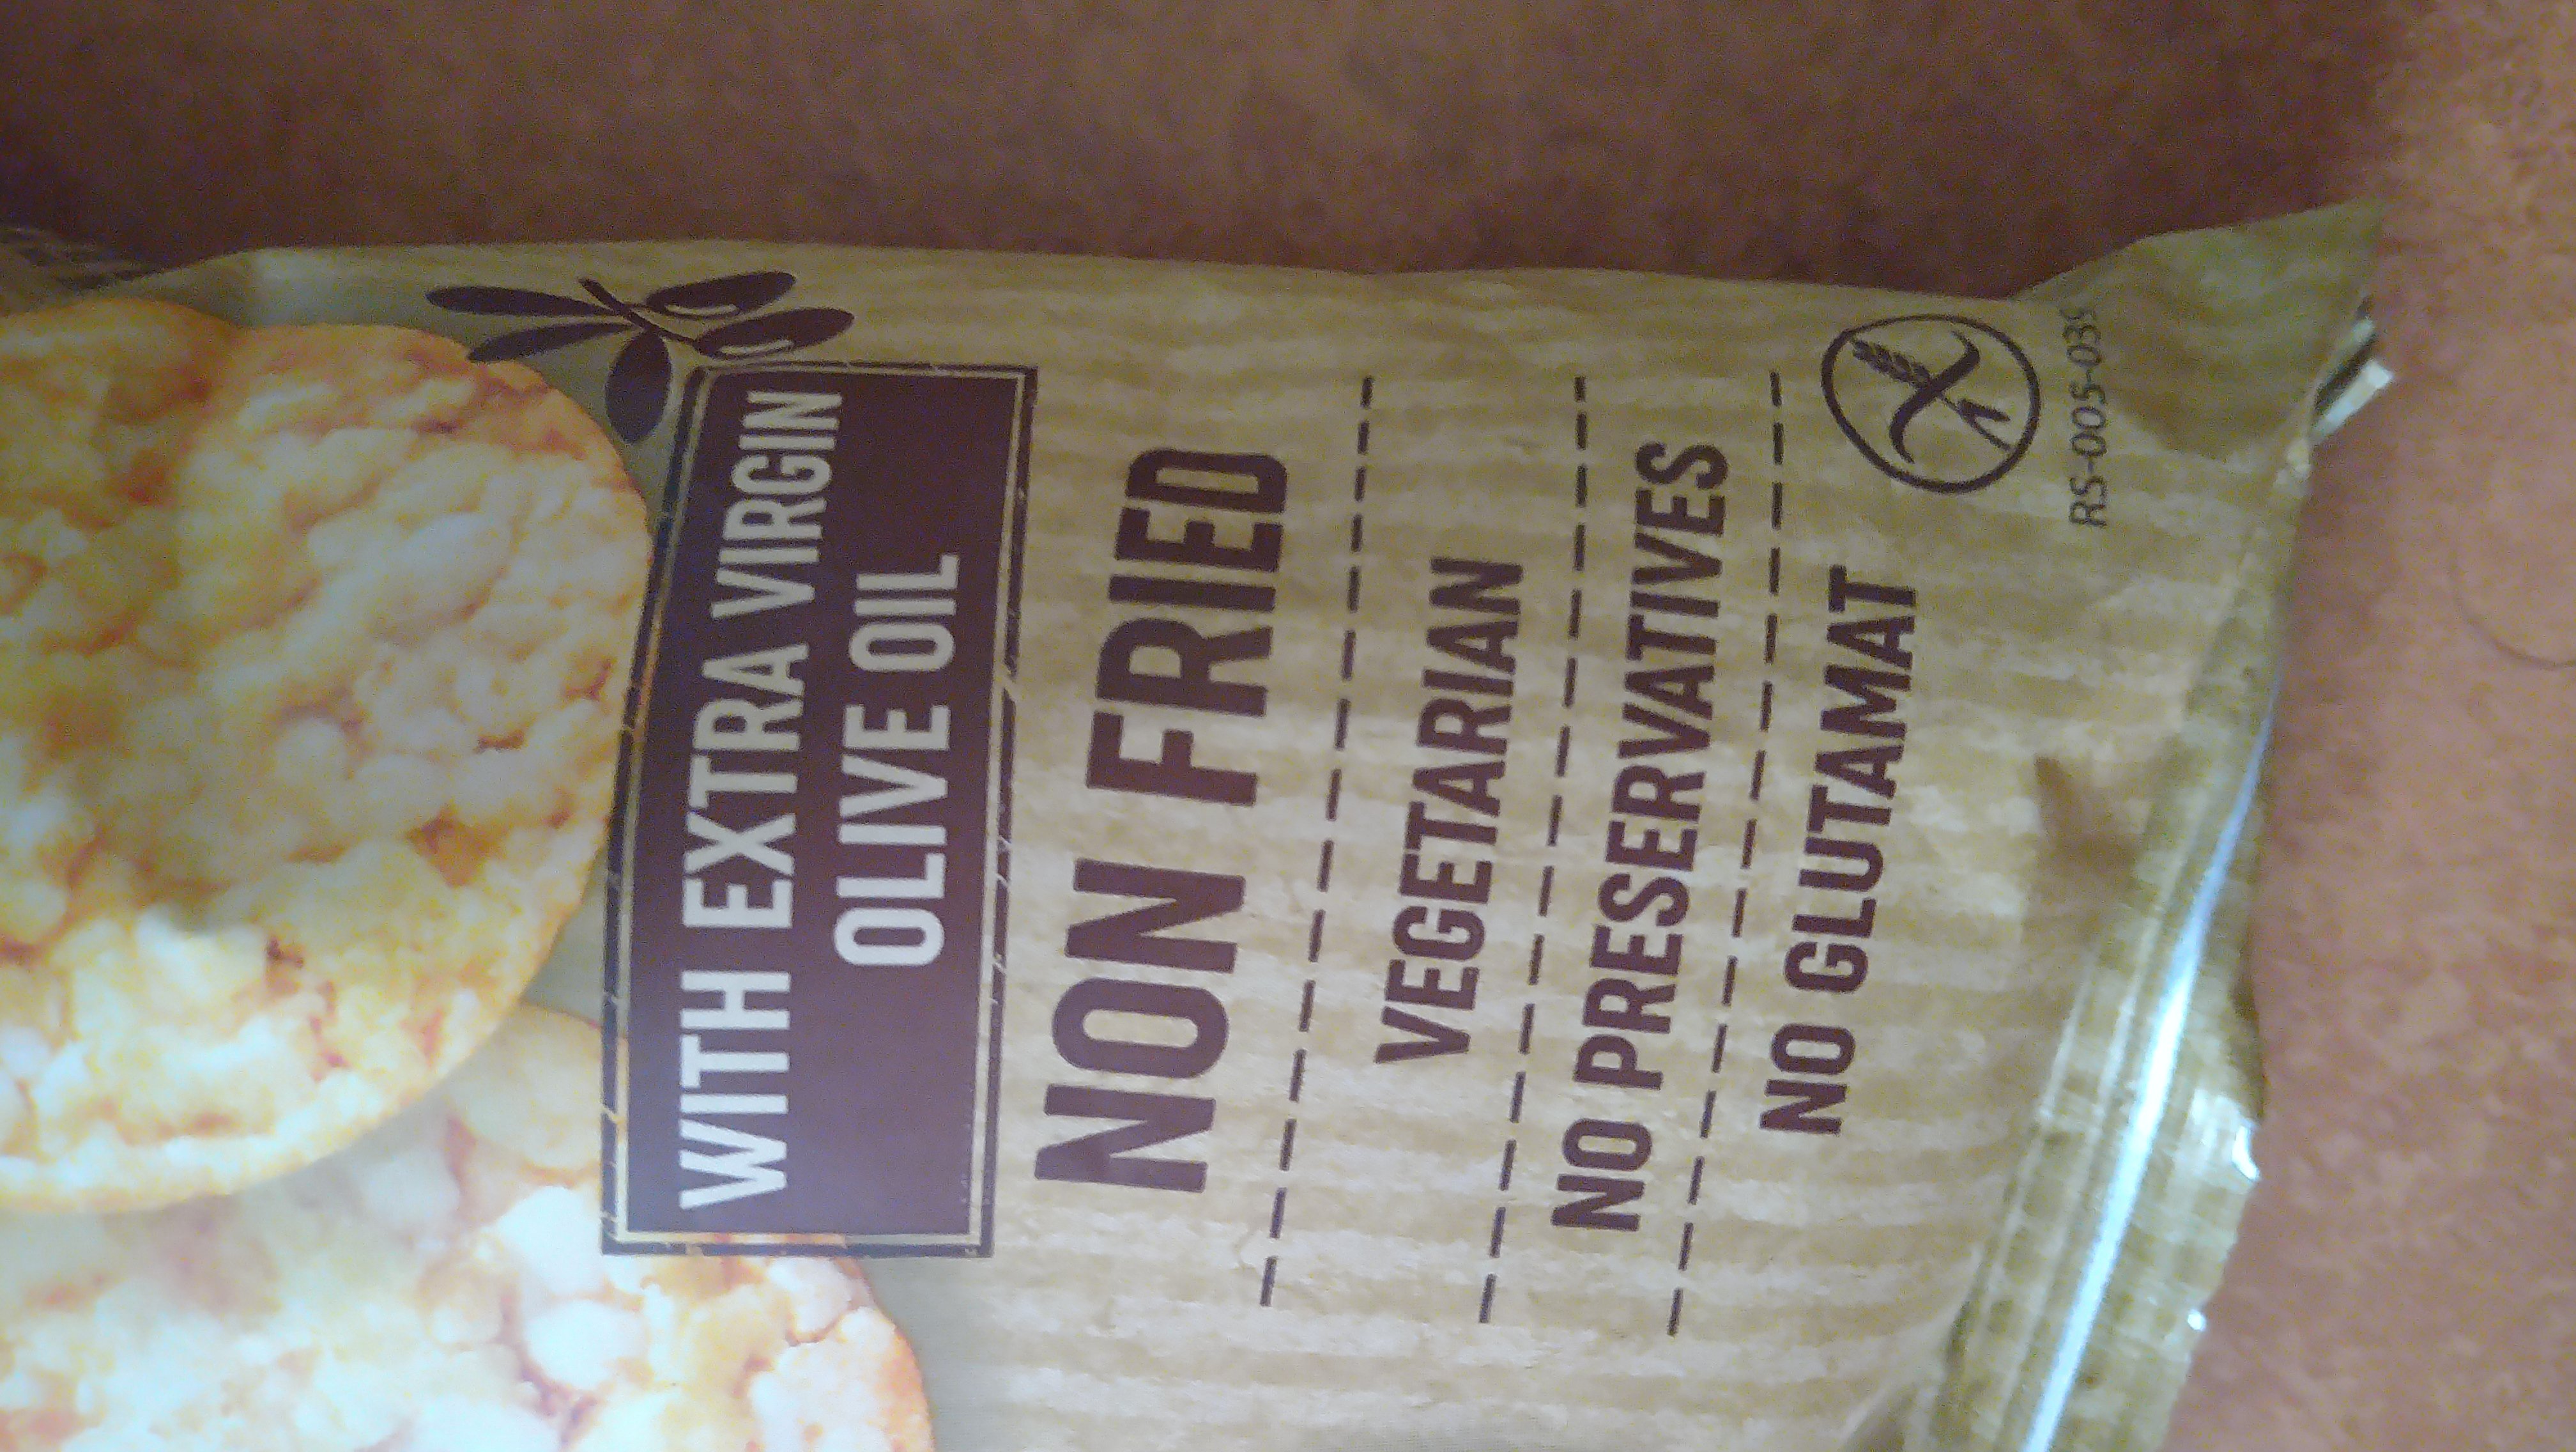 WITH EXTRA VIRGIN
OLIVE OIL
NON FRIED
VEGETARIAN
NO PRESERVATIVES
NO GLUTAMAT